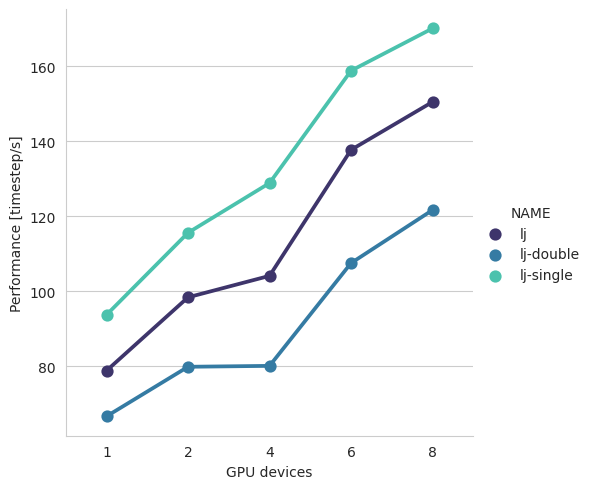 Performance [timestep/s]
160
140
120
100
80
1 2 4 6 8
GPU devices
NAME
lj
lj-double
lj-single